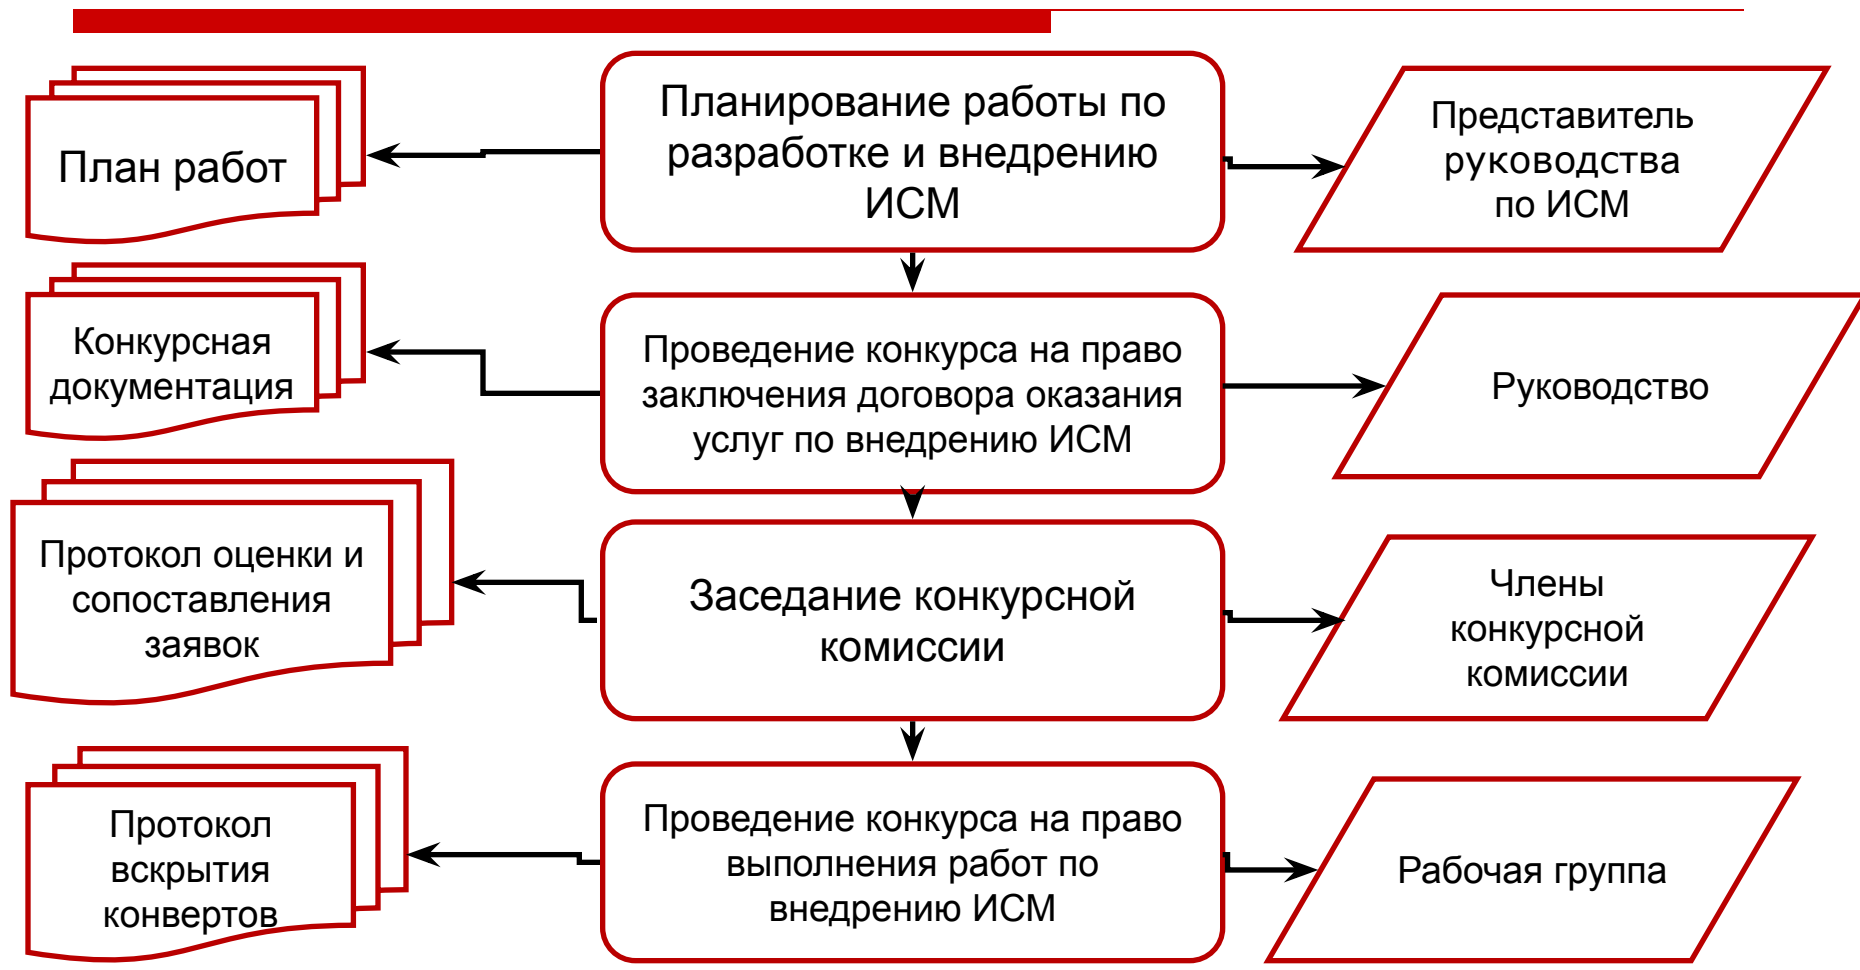 План работ
Планирование работы по
разработке и внедрению
ИСМ
Представитель
руководства
по ИСМ
Конкурсная
документация
Проведение конкурса на право
заключения договора оказания
услуг по внедрению ИСМ
Руководство
Протокол оценки и
сопоставления
заявок
Заседание конкурсной
комиссии
Члены
конкурсной
комиссии
Протокол
вскрытия
конвертов
Проведение конкурса на право
выполнения работ по
внедрению ИСМ
Рабочая группа